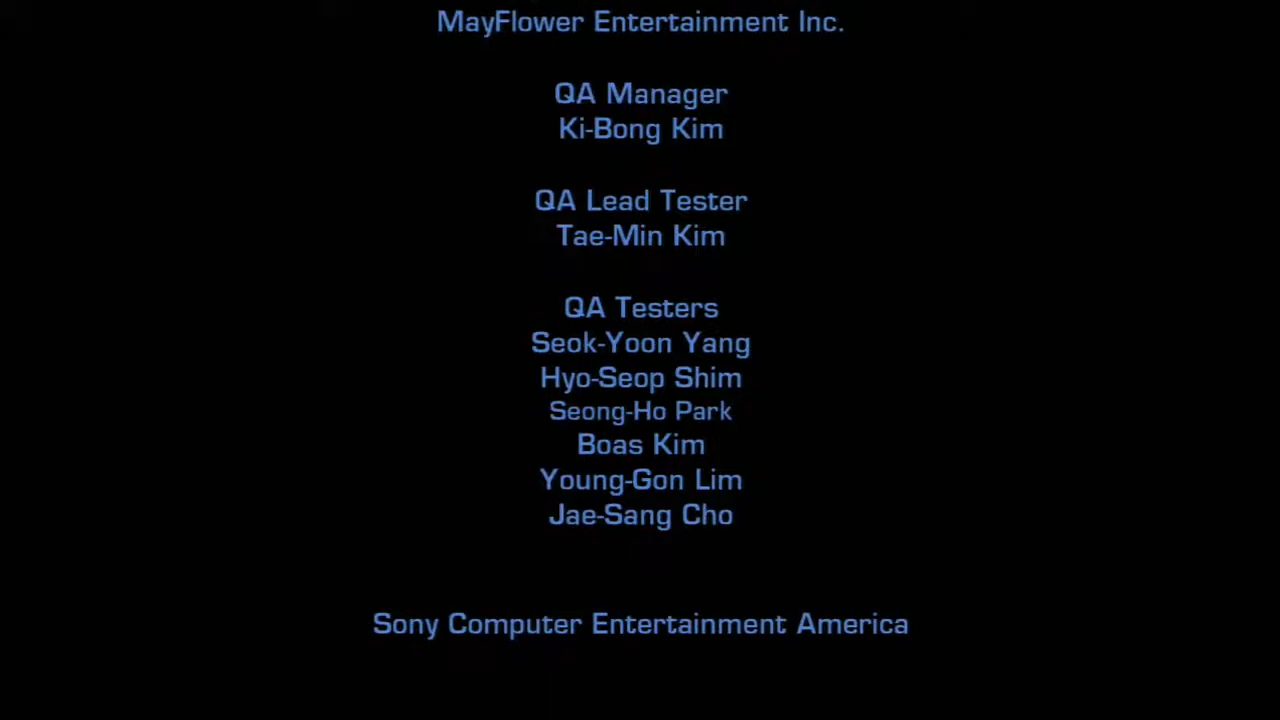 MayFlower Entertainment Inc.
QA Manager
Ki-Bong Kim
QA Lead Tester
Tae-Min Kim
QA Testers
Seok-Yoon Yang
Hyo-Seop Shim
Seong-Ho Park
Boas Kim
Young-Gon Lim
Jae-Sang Cho
Sony Computer Entertainment America